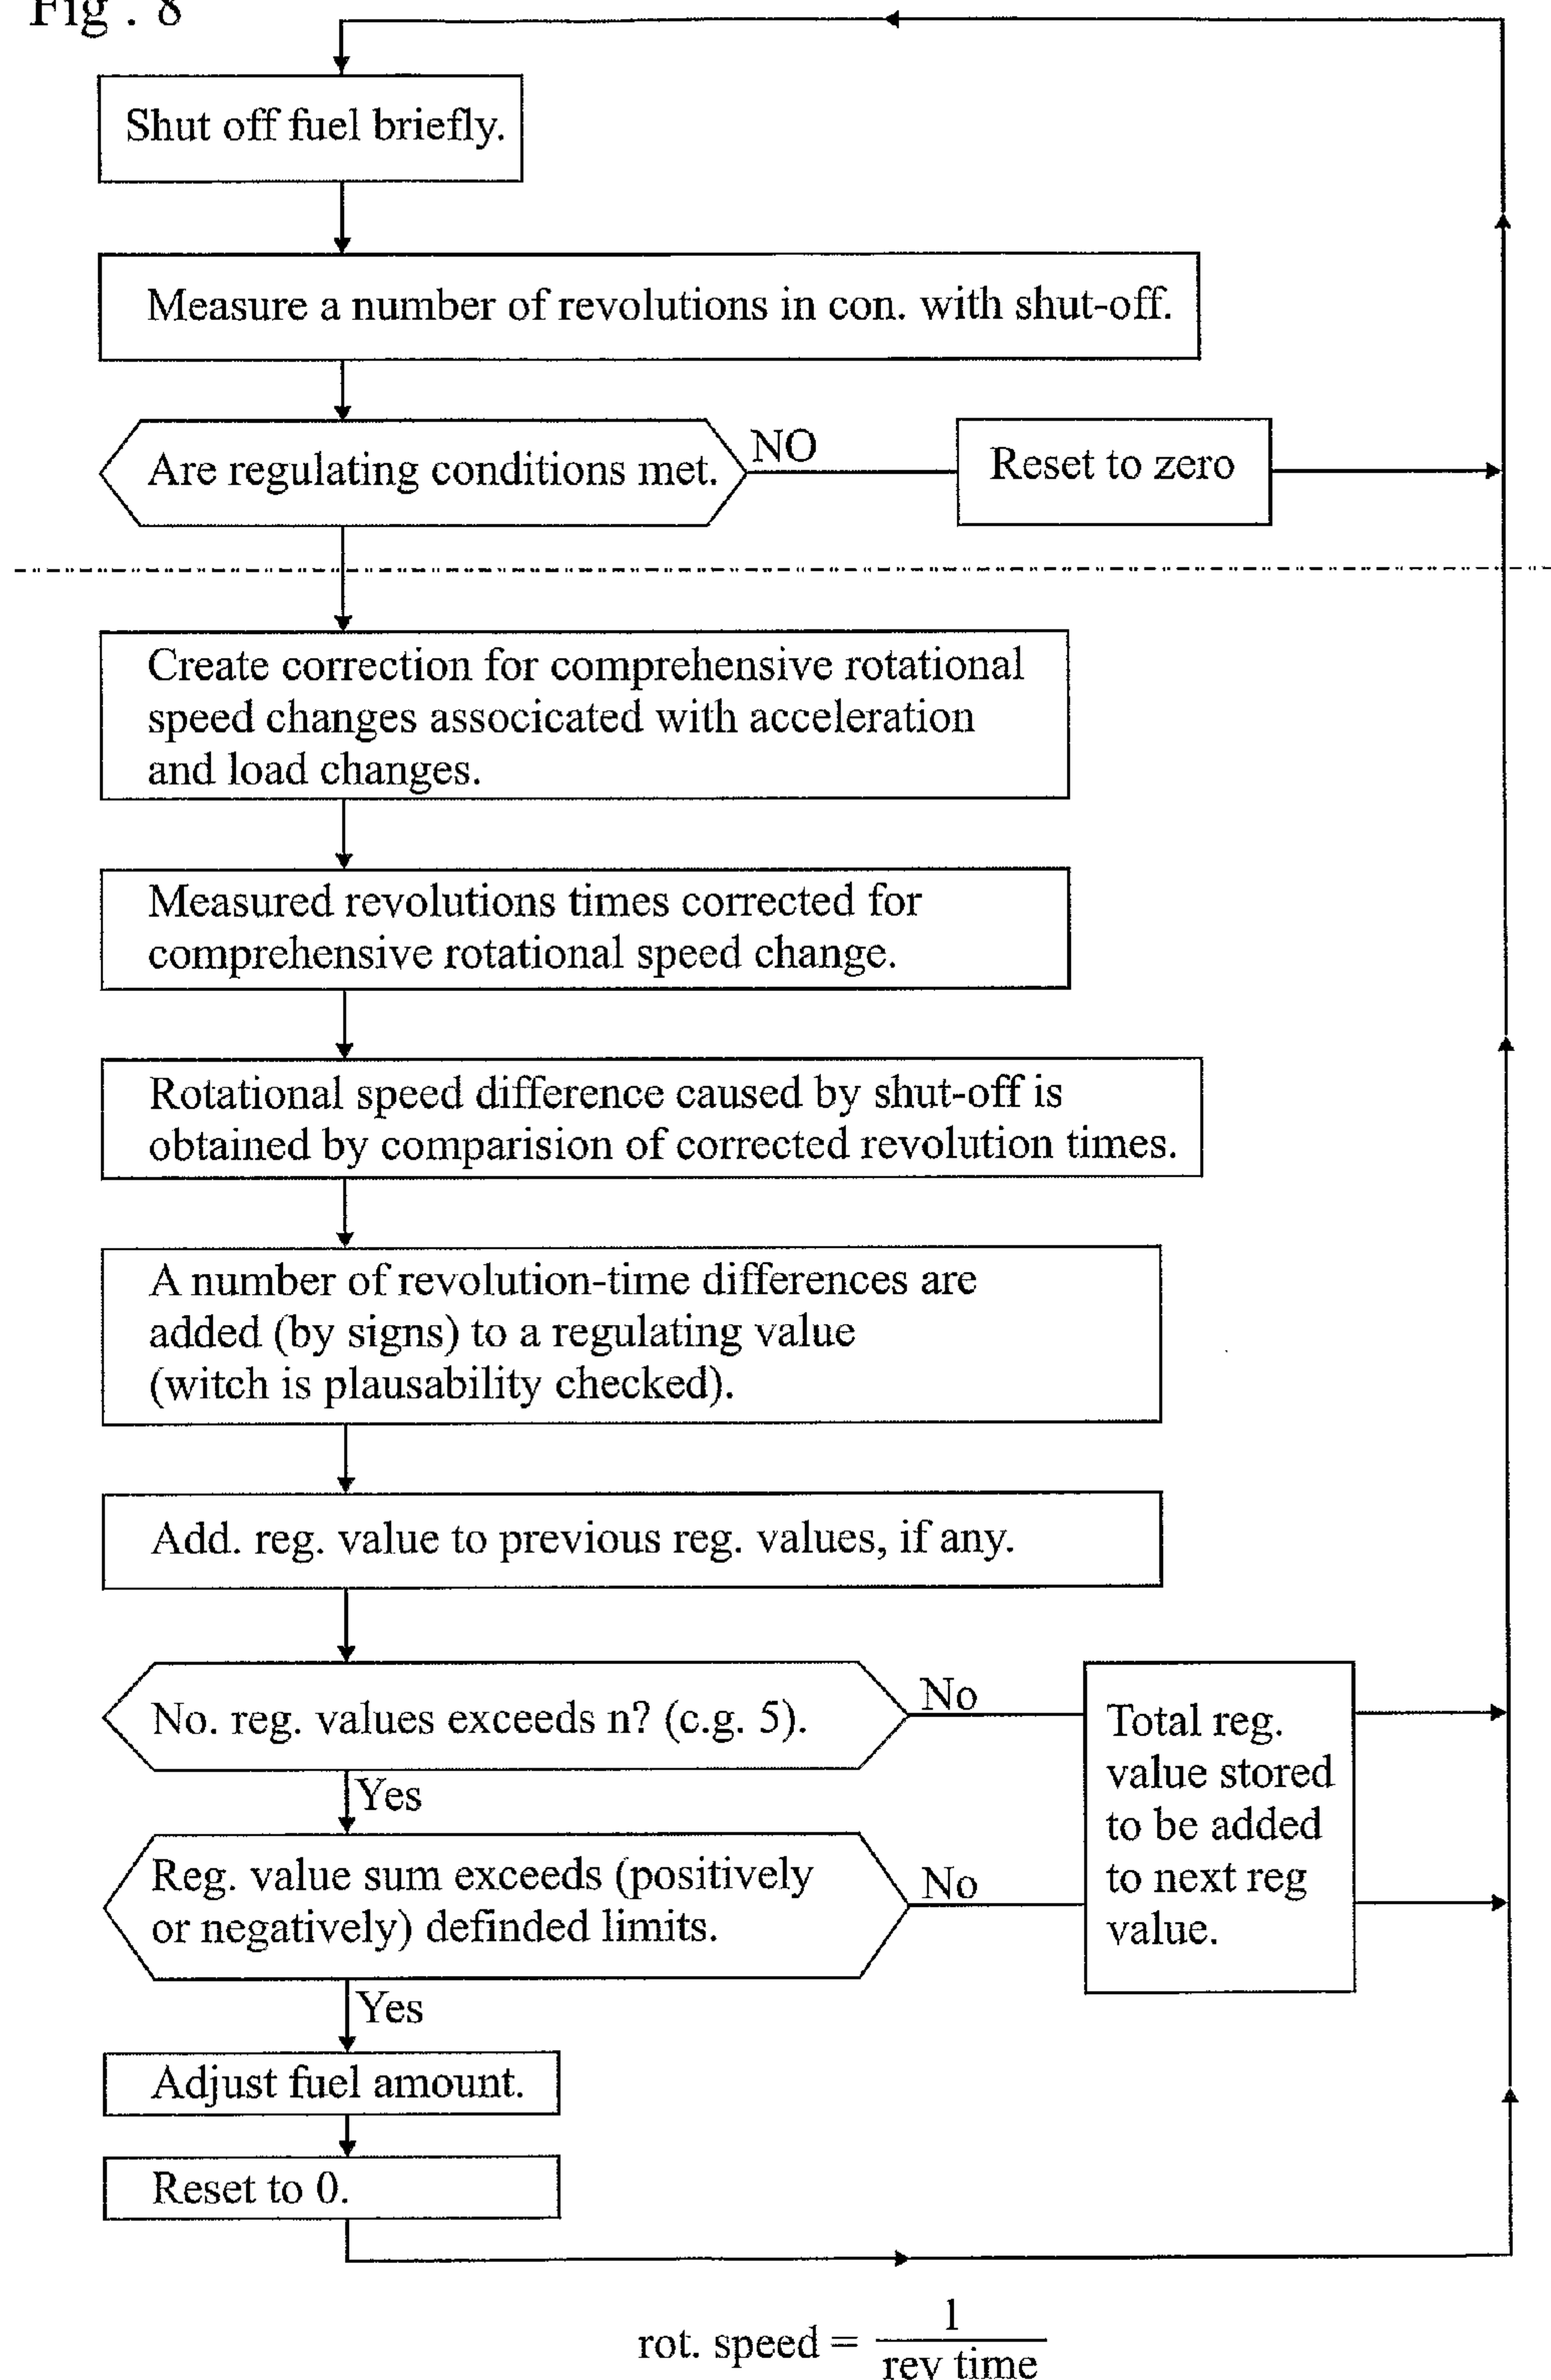 Fig . 8
Shut off fuel briefly.
Measure a number of revolutions in con. with shut-off.
Are regulating conditions met.
NO
Reset to zero
Create correction for comprehensive rotational
speed changes associcated with acceleration
and load changes.
Measured revolutions times corrected for
comprehensive rotational speed change.
Rotational speed difference caused by shut-off is
obtained by comparision of corrected revolution times.
A number of revolution-time differences are
added (by signs) to a regulating value
(witch is plausability checked).
Add. reg. value to previous reg. values, if any.
No. reg. values exceeds n? (c.g. 5).
No
Yes
Total reg.
value stored
to be added
to next reg
value.
Reg. value sum exceeds (positively
or negatively) definded limits.
No
Yes
Adjust fuel amount.
Reset to 0.
rot. speed = 1
rev time